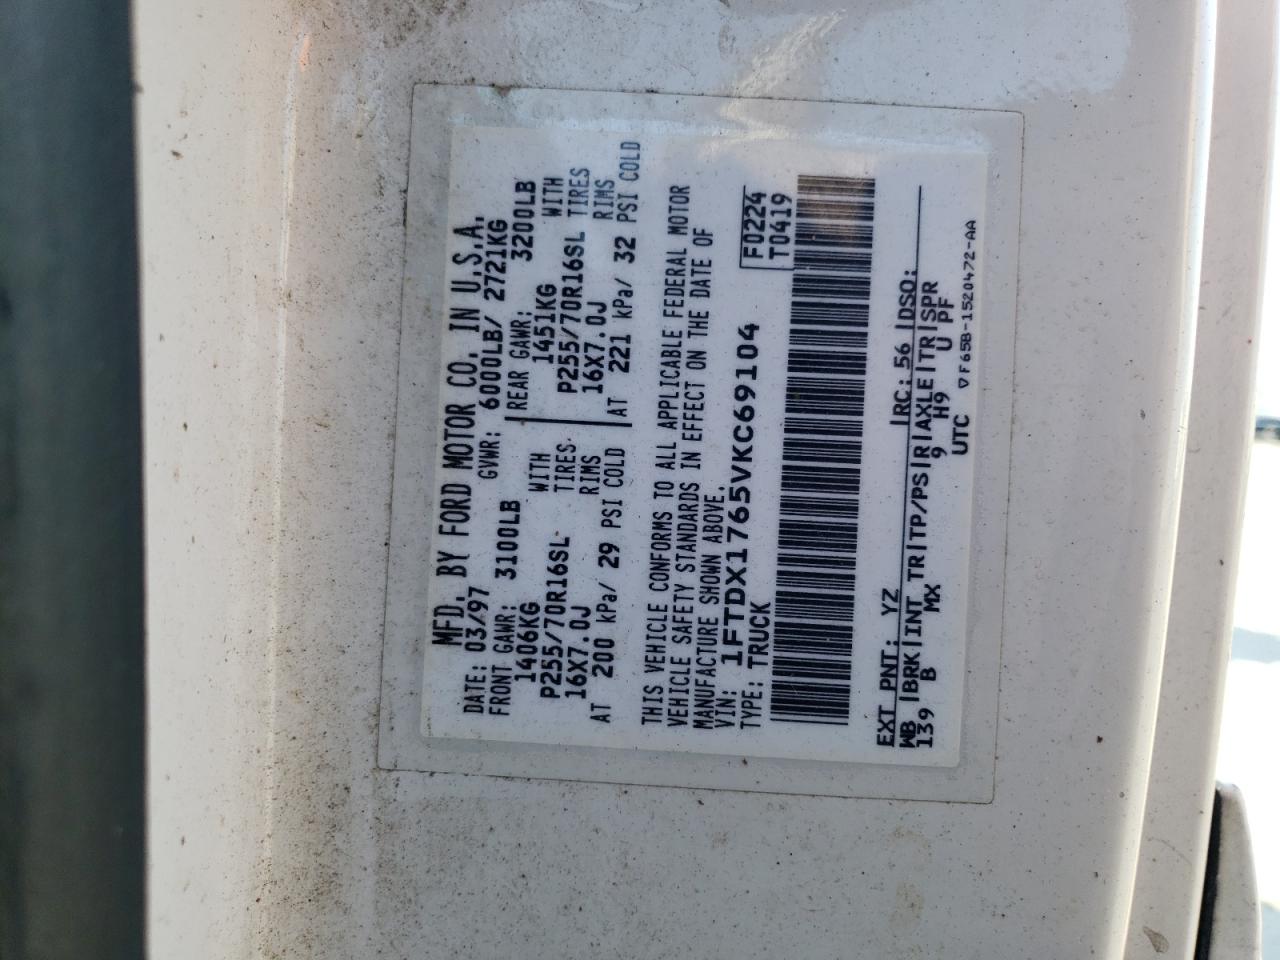 MFD. BY FORD MOTOR CO. IN U.S.A.
DATE: 03/97 GVWR: 6000LB/ 2721KG
FRONT GAWR: 3100LB REAR GAWR: 3200LB
1406KG WITH 1451KG WITH
P255/70R16SL TIRES P255/70R16SL TIRES
16X7.0J RIMS 16X7.0J RIMS
AT 200 kPa/ 29 PSI COLD AT 221 kPa/ 32 PSI COLD
THIS VEHICLE CONFORMS TO ALL APPLICABLE FEDERAL MOTOR
VEHICLE SAFETY STANDARDS IN EFFECT ON THE DATE OF
MANUFACTURE SHOWN ABOVE.
VIN: 1FTDX1765VKC69104 F0224
TYPE: TRUCK T0419
EXT PNT: YZ RC: 56 DSO:
WB BRK INT TR TP/PS R AXLE TR SPR
139 B MX 9 H9 U PF
UTC ▽F65B-1520472-AA